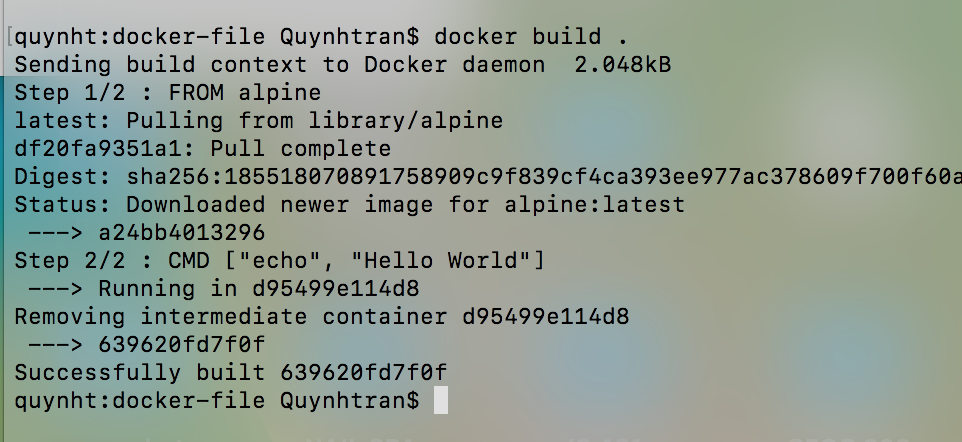 [quynht:docker-file Quynhtran$ docker build .
Sending build context to Docker daemon  2.048kB
Step 1/2 : FROM alpine
latest: Pulling from library/alpine
df20fa9351a1: Pull complete
Digest: sha256:185518070891758909c9f839cf4ca393ee977ac378609f700f60a
Status: Downloaded newer image for alpine:latest
 ---> a24bb4013296
Step 2/2 : CMD ["echo", "Hello World"]
 ---> Running in d95499e114d8
Removing intermediate container d95499e114d8
 ---> 639620fd7f0f
Successfully built 639620fd7f0f
quynht:docker-file Quynhtran$